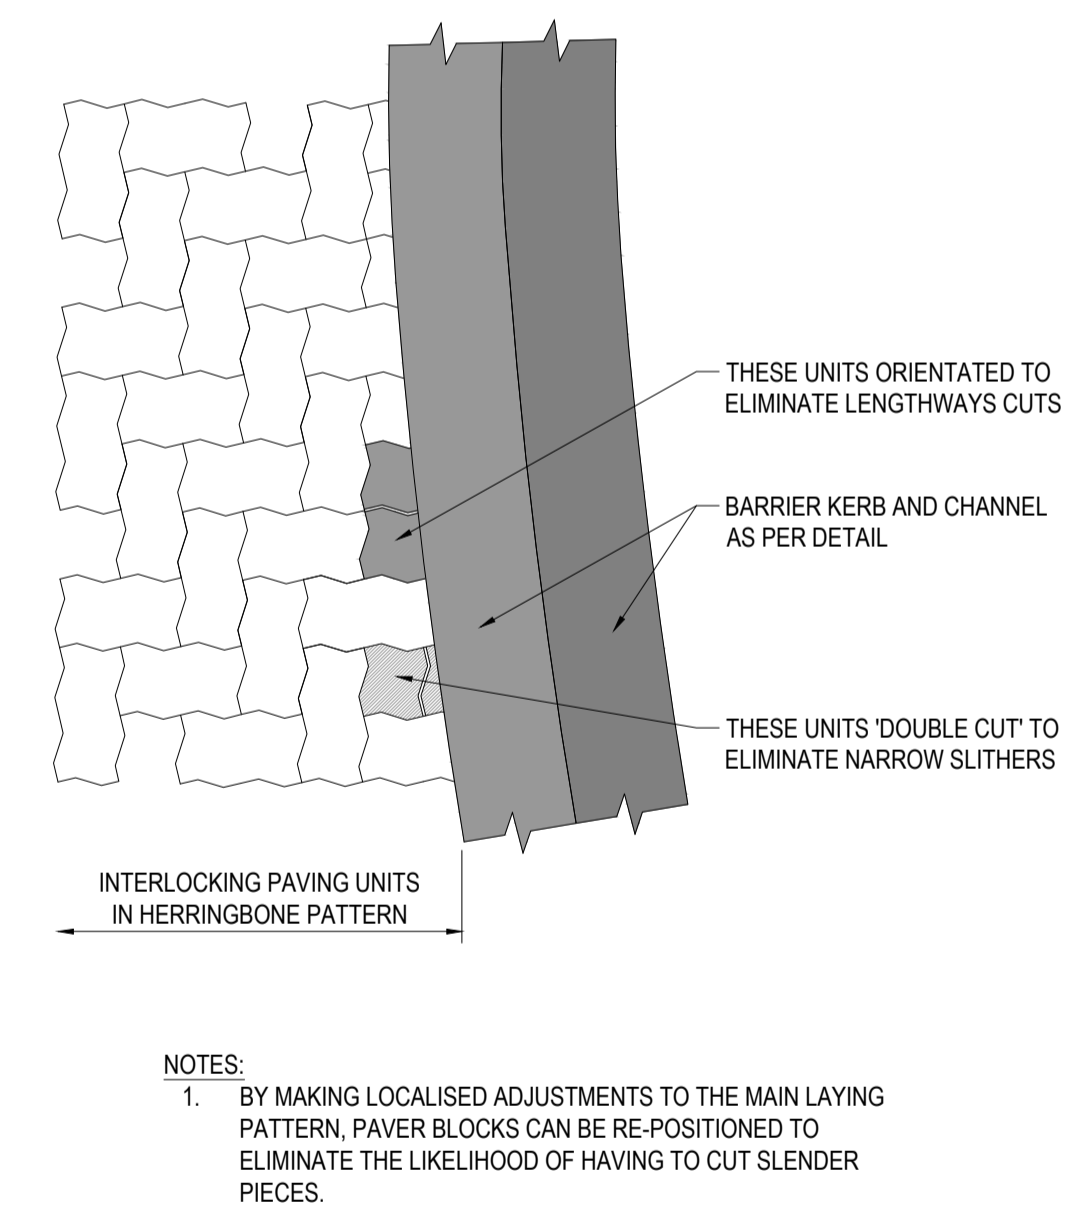 THESE UNITS ORIENTATED TO
ELIMINATE LENGTHWAYS CUTS
BARRIER KERB AND CHANNEL
AS PER DETAIL
THESE UNITS 'DOUBLE CUT' TO
ELIMINATE NARROW SLITHERS
INTERLOCKING PAVING UNITS
IN HERRINGBONE PATTERN
NOTES:
1. BY MAKING LOCALISED ADJUSTMENTS TO THE MAIN LAYING
PATTERN, PAVER BLOCKS CAN BE RE-POSITIONED TO
ELIMINATE THE LIKELIHOOD OF HAVING TO CUT SLENDER
PIECES.